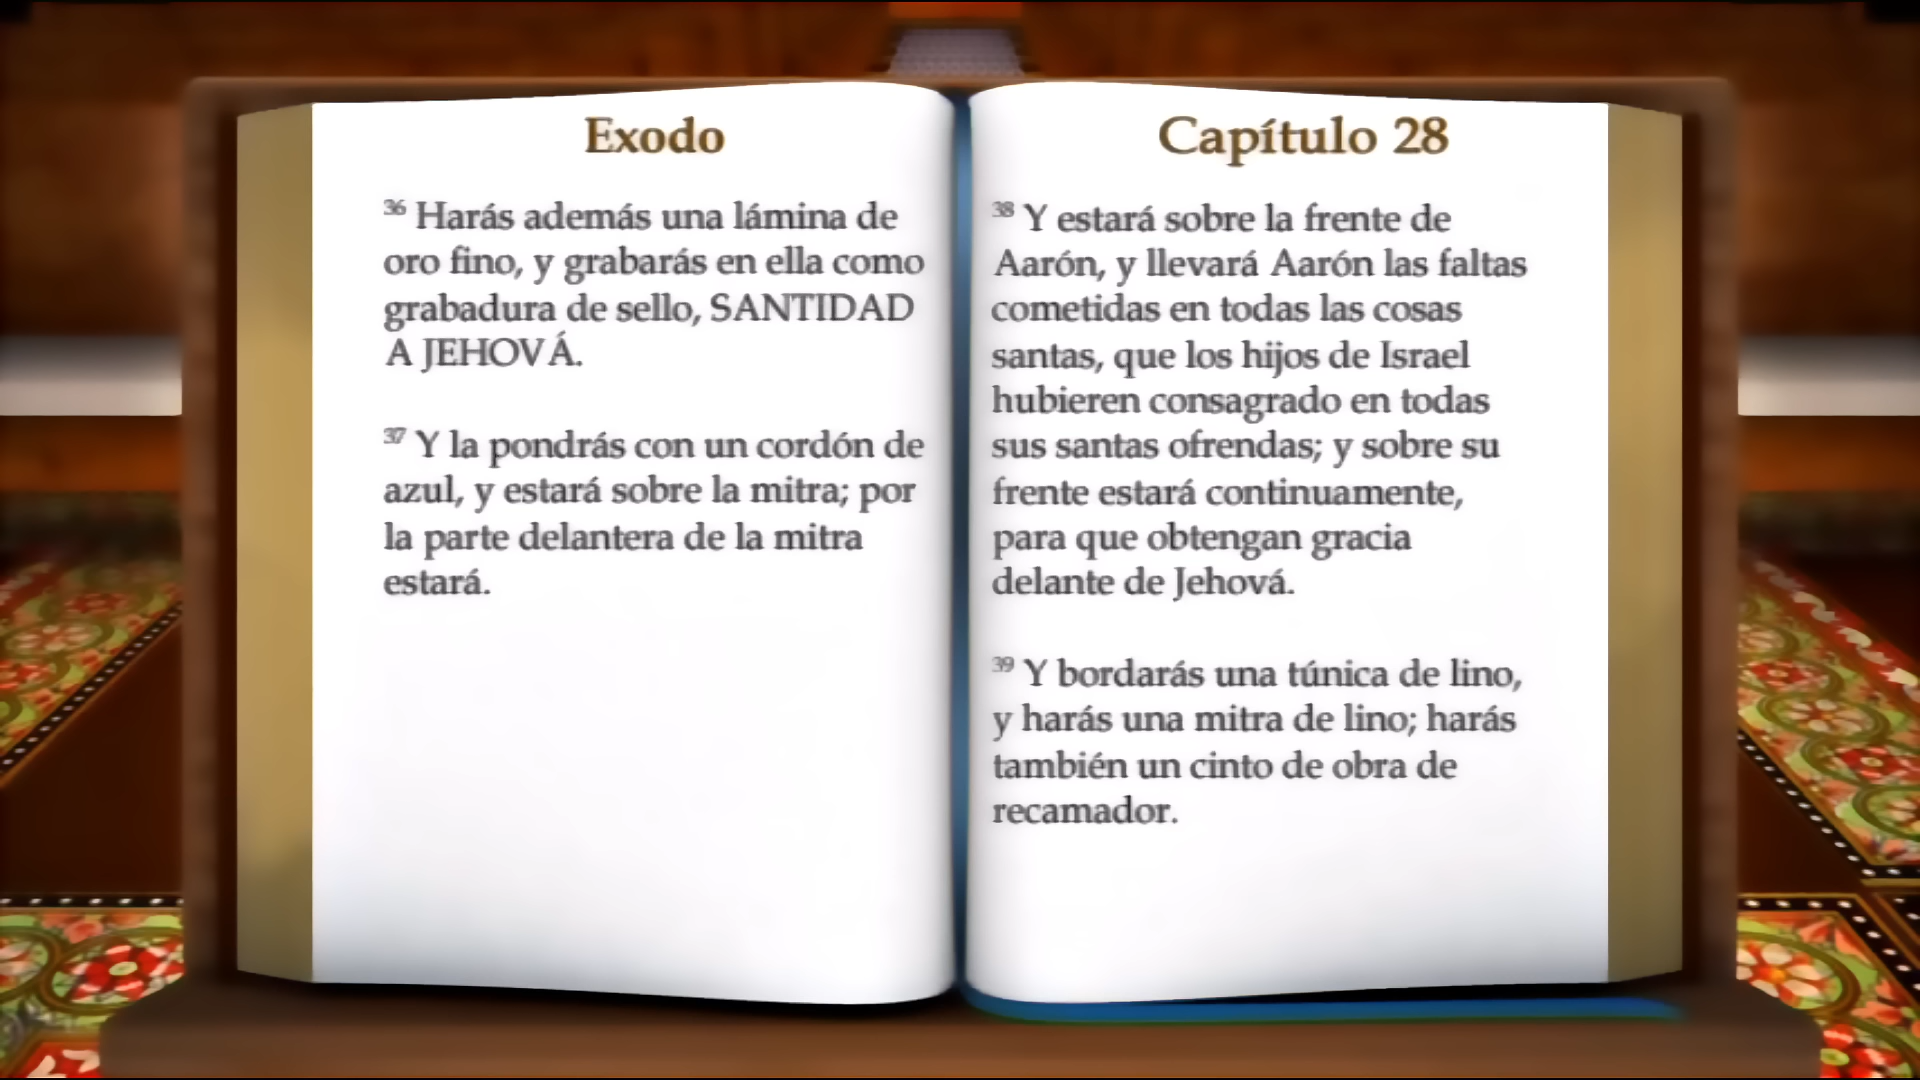 Exodo
36 Harás además una lámina de
oro fino, y grabarás en ella como
grabadura de sello, SANTIDAD
A JEHOVÁ.
37 Y la pondrás con un cordón de
azul, y estará sobre la mitra; por
la parte delantera de la mitra
estará.
Capítulo 28
38 Y estará sobre la frente de
Aarón, y llevará Aarón las faltas
cometidas en todas las cosas
santas, que los hijos de Israel
hubieren consagrado en todas
sus santas ofrendas; y sobre su
frente estará continuamente,
para que obtengan gracia
delante de Jehová.
39 Y bordarás una túnica de lino,
y harás una mitra de lino; harás
también un cinto de obra de
recamador.